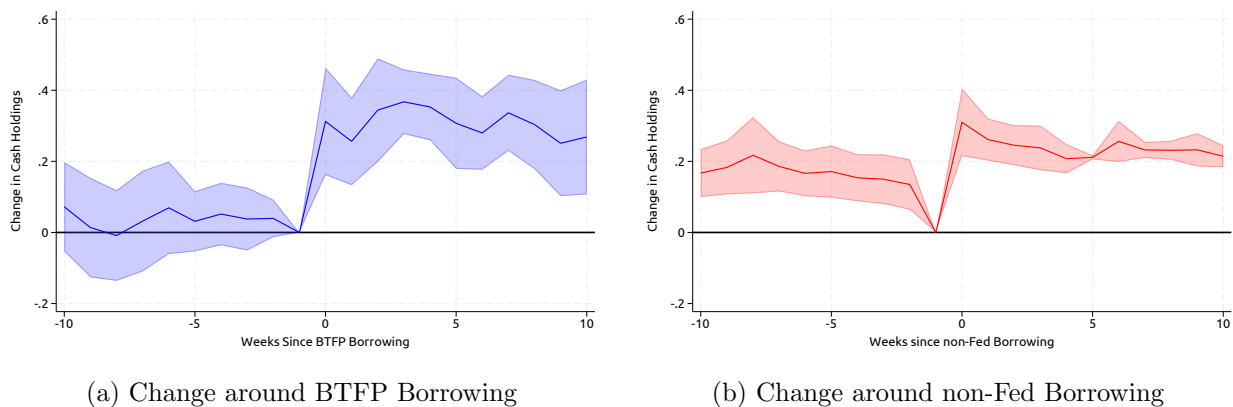 .6
.4
.2
0
-.2
Change in Cash Holdings
-10 -5 0 5 10
Weeks Since BTFP Borrowing
(a) Change around BTFP Borrowing
.6
.4
.2
0
-.2
Change in Cash Holdings
-10 -5 0 5 10
Weeks since non-Fed Borrowing
(b) Change around non-Fed Borrowing